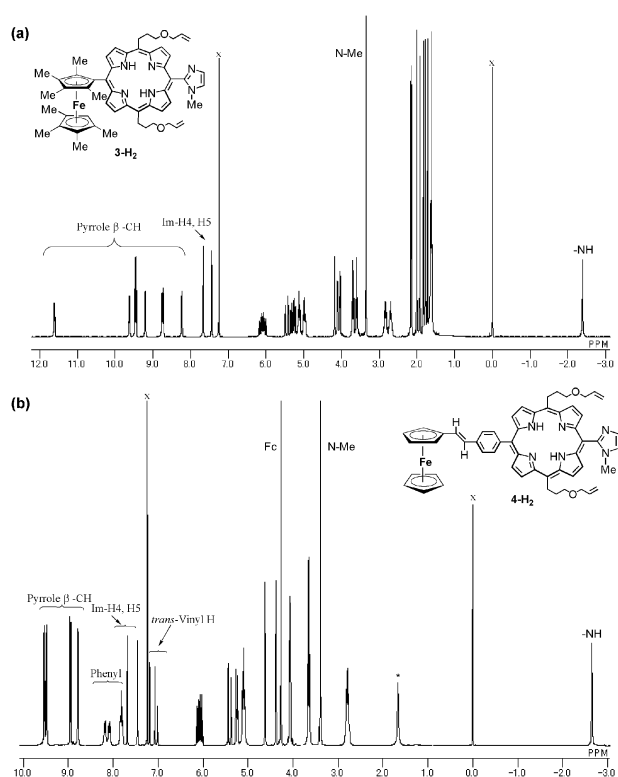 (a)
O
NH N
N
N
Me
N HN
O
Me
Me
Me
Me
Fe
Me
Me
Me
Me
3-H2
x
N-Me
x
Pyrrole β -CH
Im-H4, H5
-NH
12.0 11.0 10.0 9.0 8.0 7.0 6.0 5.0 4.0 3.0 2.0 1.0 0.0 -1.0 -2.0 -3.0
PPM
(b)
x
Fc
N-Me
O
NH N
N
N
Me
N HN
O
H
H
Fe
4-H2
x
Pyrrole β -CH
Im-H4, H5
trans-Vinyl H
Phenyl
*
-NH
10.0 9.0 8.0 7.0 6.0 5.0 4.0 3.0 2.0 1.0 0.0 -1.0 -2.0 -3.0
PPM